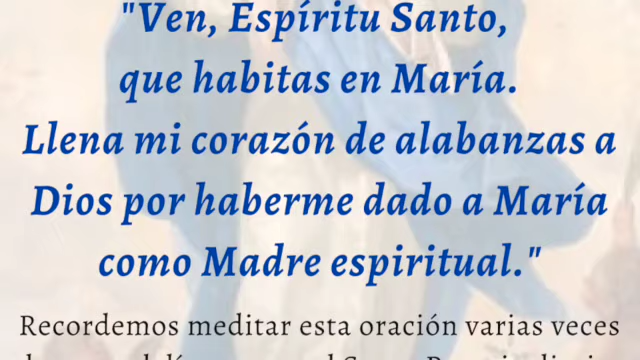 "Ven, Espíritu Santo,
que habitas en María.
Llena mi corazón de alabanzas a
Dios por haberme dado a María
como Madre espiritual."
Recordemos meditar esta oración varias veces